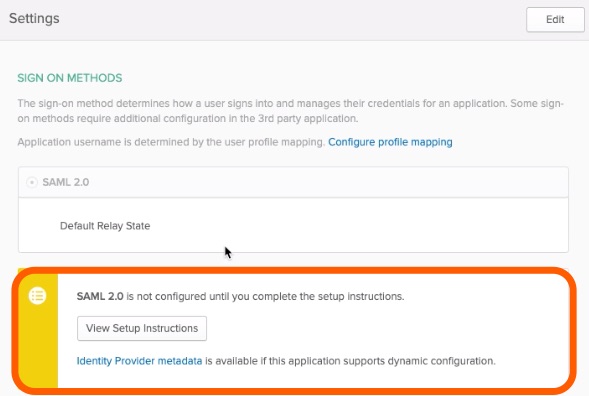 Settings
Edit
SIGN ON METHODS
The sign-on method determines how a user signs into and manages their credentials for an application. Some sign-
on methods require additional configuration in the 3rd party application.
Application username is determined by the user profile mapping. Configure profile mapping
SAML 2.0
Default Relay State
SAML 2.0 is not configured until you complete the setup instructions.
View Setup Instructions
Identity Provider metadata is available if this application supports dynamic configuration.